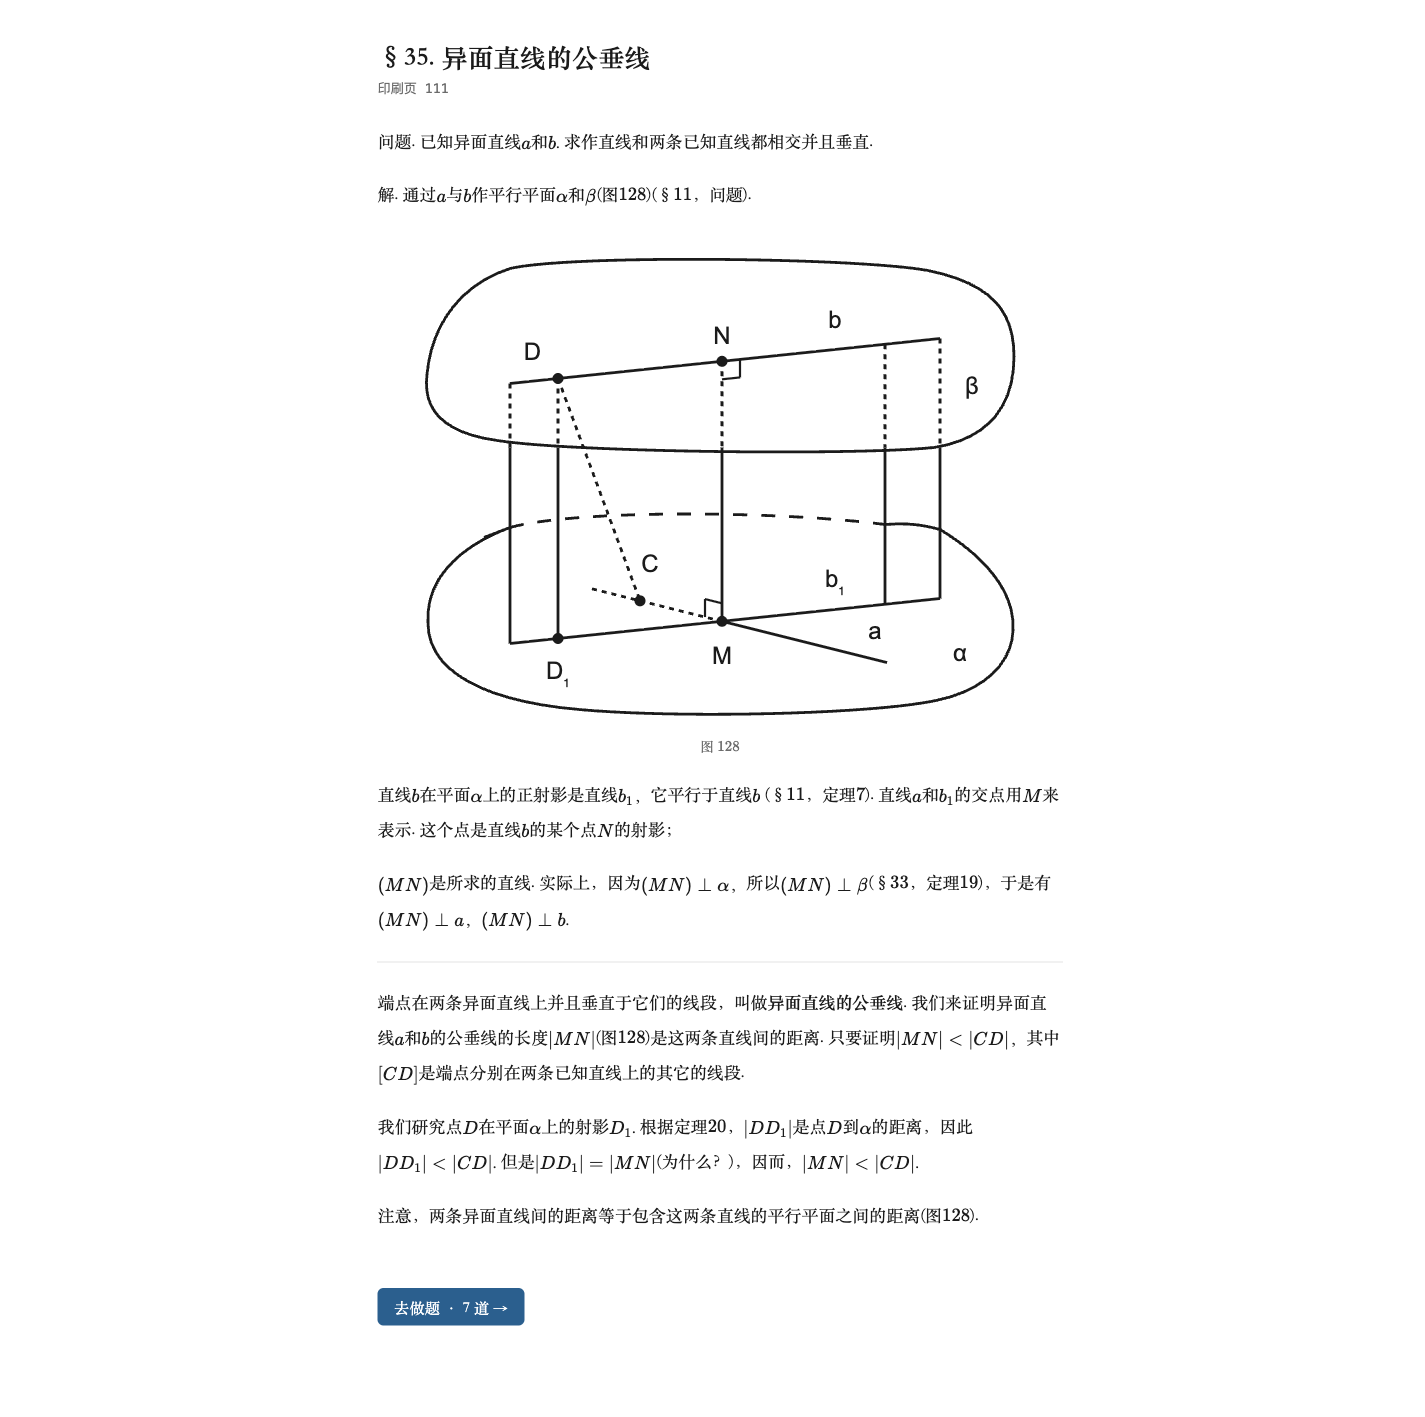 § 35. 异面直线的公垂线
印刷页 111
问题. 已知异面直线a和b. 求作直线和两条已知直线都相交并且垂直.
解. 通过a与b作平行平面α和β(图128)(§11，问题).
b
N
D
β
C
b₁
a
M
α
D₁
图 128
直线b在平面α上的正射影是直线b₁，它平行于直线b (§11，定理7). 直线a和b₁的交点用M来
表示. 这个点是直线b的某个点N的射影；
(MN)是所求的直线. 实际上，因为(MN) ⊥ α，所以(MN) ⊥ β(§33，定理19)，于是有
(MN) ⊥ a，(MN) ⊥ b.
端点在两条异面直线上并且垂直于它们的线段，叫做异面直线的公垂线. 我们来证明异面直
线a和b的公垂线的长度|MN|(图128)是这两条直线间的距离. 只要证明|MN| < |CD|，其中
[CD]是端点分别在两条已知直线上的其它的线段.
我们研究点D在平面α上的射影D₁. 根据定理20，|DD₁|是点D到α的距离，因此
|DD₁| < |CD|. 但是|DD₁| = |MN|(为什么？)，因而，|MN| < |CD|.
注意，两条异面直线间的距离等于包含这两条直线的平行平面之间的距离(图128).
去做题 · 7 道 →